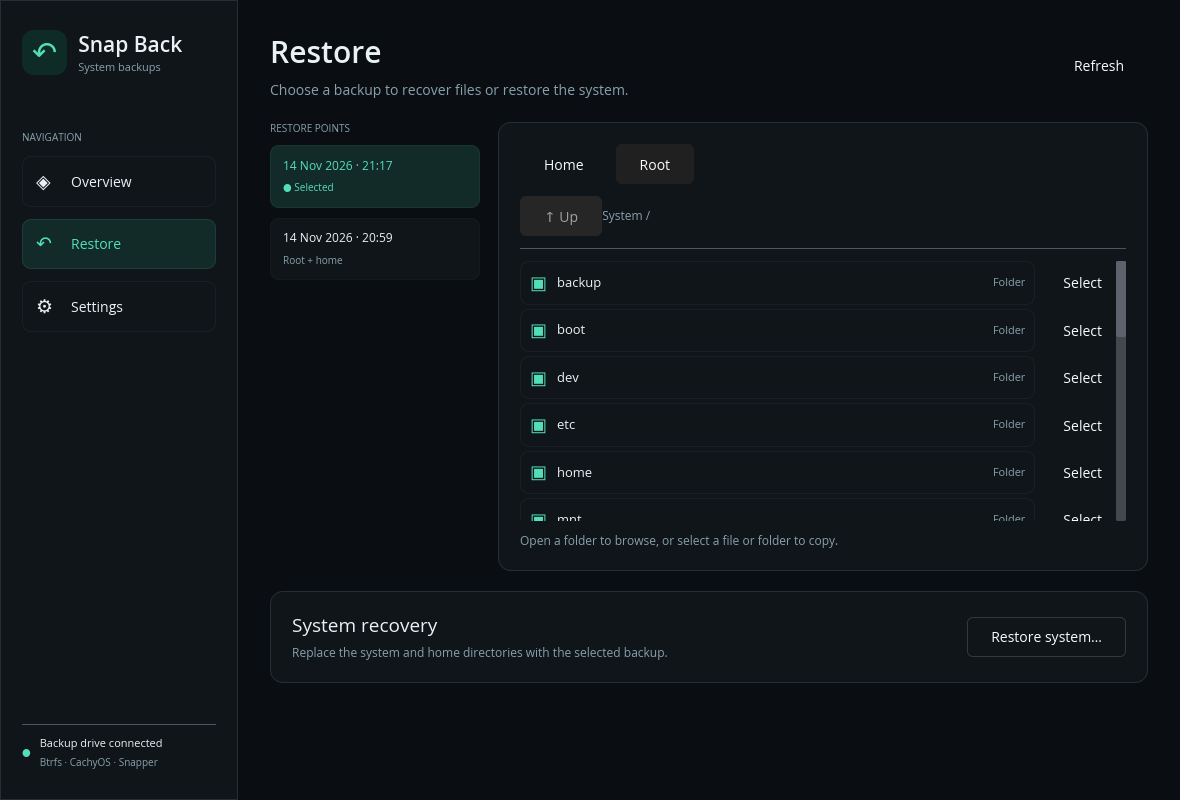 Snap Back
System backups
NAVIGATION
Overview
Restore
Settings
Backup drive connected
Btrfs · CachyOS · Snapper
Restore
Choose a backup to recover files or restore the system.
Refresh
RESTORE POINTS
14 Nov 2026 · 21:17
Selected
14 Nov 2026 · 20:59
Root + home
Home Root
↑ Up System /
backup Folder Select
boot Folder Select
dev Folder Select
etc Folder Select
home Folder Select
mnt Folder Select
Open a folder to browse, or select a file or folder to copy.
System recovery
Replace the system and home directories with the selected backup.
Restore system...